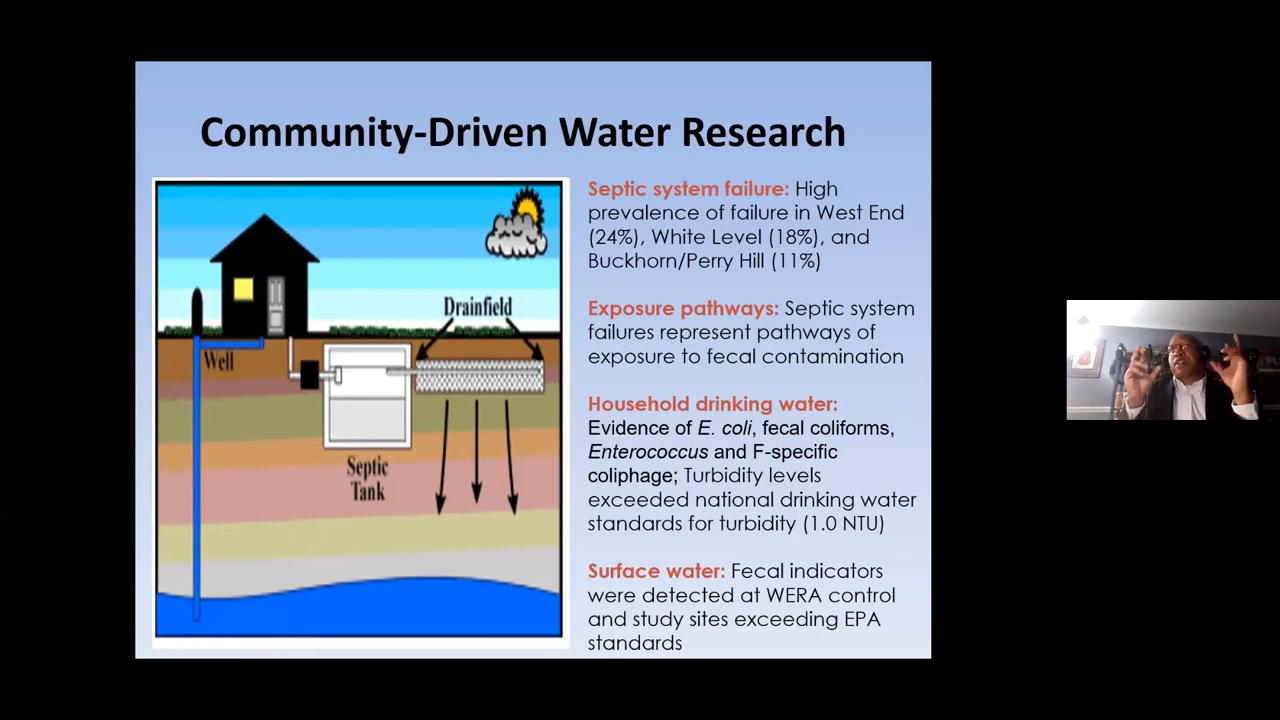 Community-Driven Water Research
Septic system failure: High
prevalence of failure in West End
(24%), White Level (18%), and
Buckhorn/Perry Hill (11%)
Exposure pathways: Septic system
failures represent pathways of
exposure to fecal contamination
Household drinking water:
Evidence of E. coli, fecal coliforms,
Enterococcus and F-specific
coliphage; Turbidity levels
exceeded national drinking water
standards for turbidity (1.0 NTU)
Surface water: Fecal indicators
were detected at WERA control
and study sites exceeding EPA
standards
Drainfield
Well
Septic
Tank